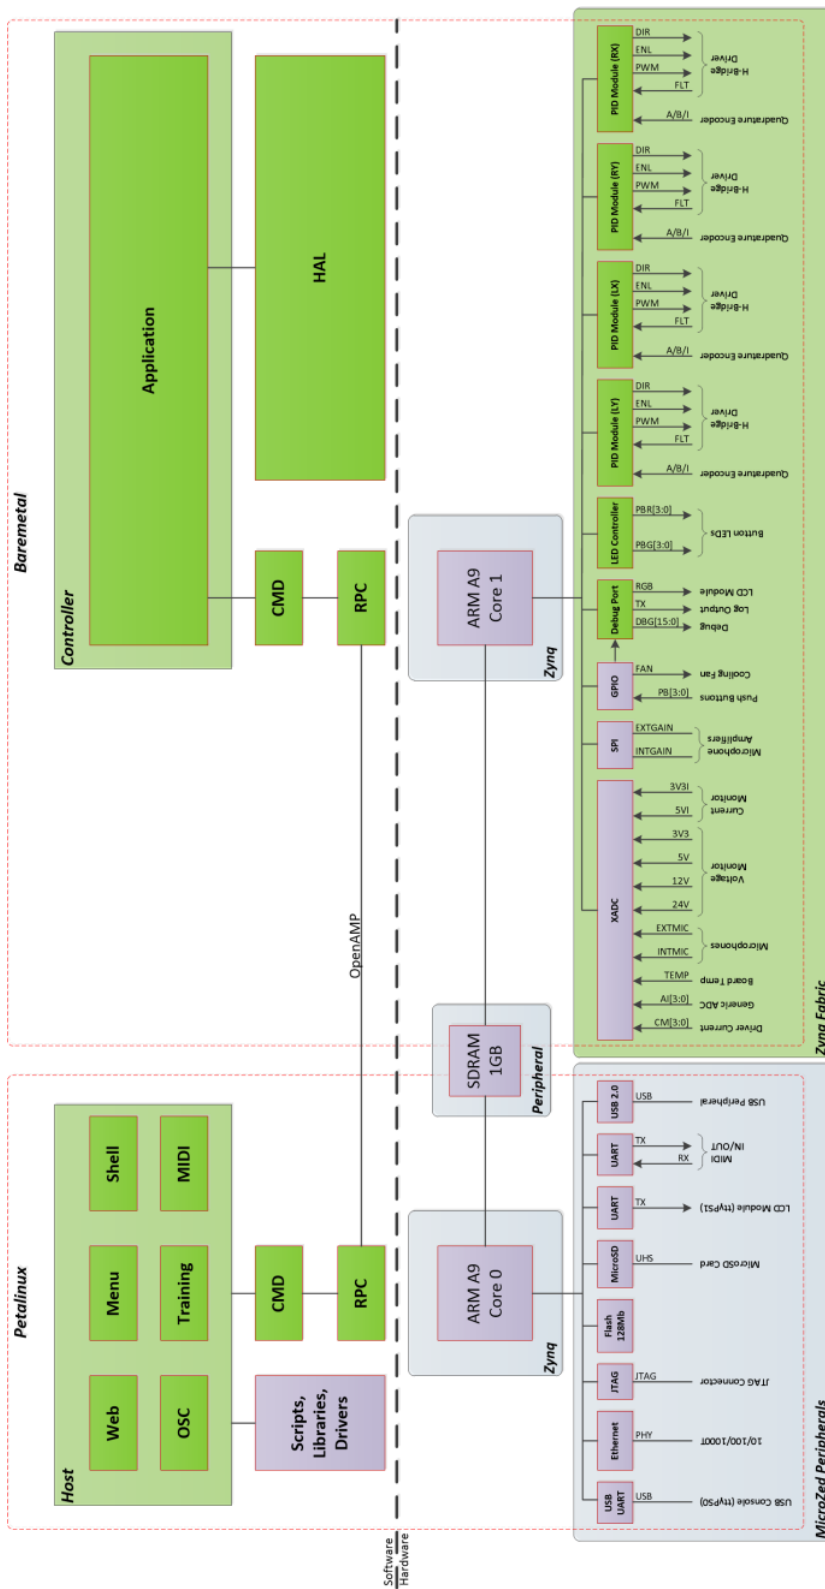 Petalinux
Baremetal
Host
Web
Menu
Shell
OSC
Training
MIDI
Scripts,
Libraries,
Drivers
CMD
RPC
Controller
Application
CMD
RPC
HAL
OpenAMP
Software
Hardware
ARM A9
Core 0
Zynq
SDRAM
1GB
Peripheral
ARM A9
Core 1
Zynq
USB
UART
Ethernet
JTAG
Flash
128Mb
MicroSD
UART
UART
USB 2.0
USB
PHY
JTAG
UHS
TX
RX
TX
USB
USB Console (ttyPS0)
10/100/1000T
JTAG Connector
MicroSD Card
LCD Module (ttyPS1)
MIDI
IN/OUT
USB Peripheral
MicroZed Peripherals
XADC
SPI
GPIO
Debug Port
LED Controller
PID Module (LY)
PID Module (LX)
PID Module (RY)
PID Module (RX)
CM[3:0]
AI[3:0]
TEMP
INTMIC
EXTMIC
24V
12V
5V
3V3
5VI
3V3I
INTGAIN
EXTGAIN
PB[3:0]
FAN
DBG[15:0]
TX
RGB
PBG[3:0]
PBR[3:0]
A/B/I
FLT
PWM
ENL
DIR
A/B/I
FLT
PWM
ENL
DIR
A/B/I
FLT
PWM
ENL
DIR
A/B/I
FLT
PWM
ENL
DIR
Driver Current
Generic ADC
Board Temp
Microphones
Voltage
Monitor
Current
Monitor
Microphone
Amplifiers
Push Buttons
Cooling Fan
Debug
Log Output
LCD Module
Button LEDs
Quadrature Encoder
H-Bridge
Driver
Quadrature Encoder
H-Bridge
Driver
Quadrature Encoder
H-Bridge
Driver
Quadrature Encoder
H-Bridge
Driver
Zynq Fabric